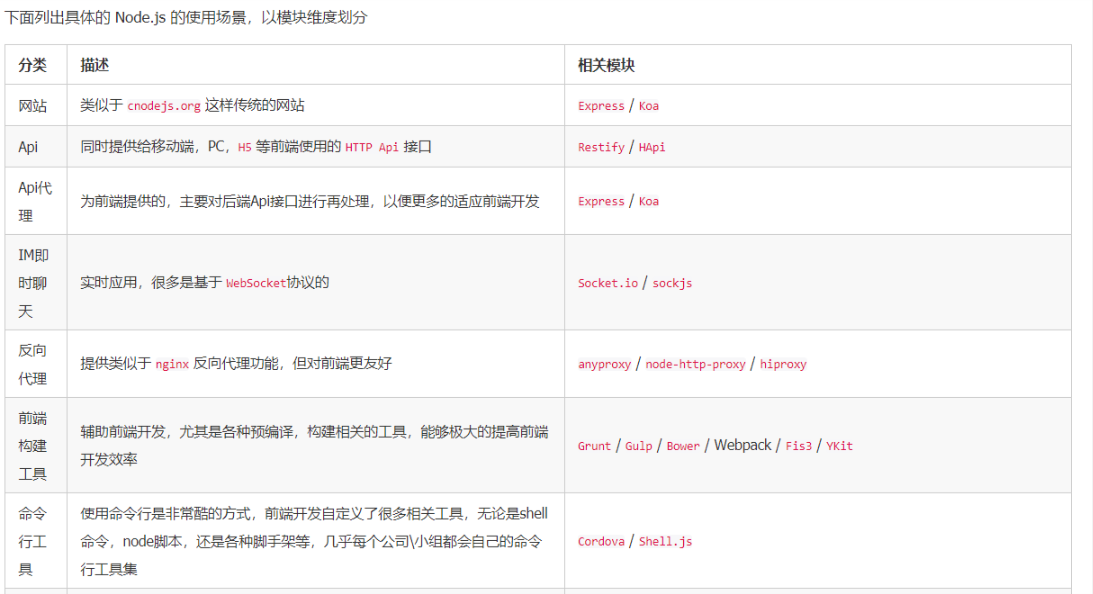 下面列出具体的 Node.js 的使用场景，以模块维度划分
分类 描述 相关模块
网站 类似于 cnodejs.org 这样传统的网站 Express / Koa
Api 同时提供给移动端，PC，H5 等前端使用的 HTTP Api 接口 Restify / HApi
Api代
理
为前端提供的，主要对后端Api接口进行再处理，以便更多的适应前端开发
Express / Koa
IM即
时聊
天
实时应用，很多是基于 WebSocket协议的
Socket.io / sockjs
反向
代理
提供类似于 nginx 反向代理功能，但对前端更友好
anyproxy / node-http-proxy / hiproxy
前端
构建
工具
辅助前端开发，尤其是各种预编译，构建相关的工具，能够极大的提高前端
开发效率
Grunt / Gulp / Bower / Webpack / Fis3 / YKit
命令
行工
具
使用命令行是非常酷的方式，前端开发自定义了很多相关工具，无论是shell
命令，node脚本，还是各种脚手架等，几乎每个公司\小组都会自己的命令
行工具集
Cordova / Shell.js